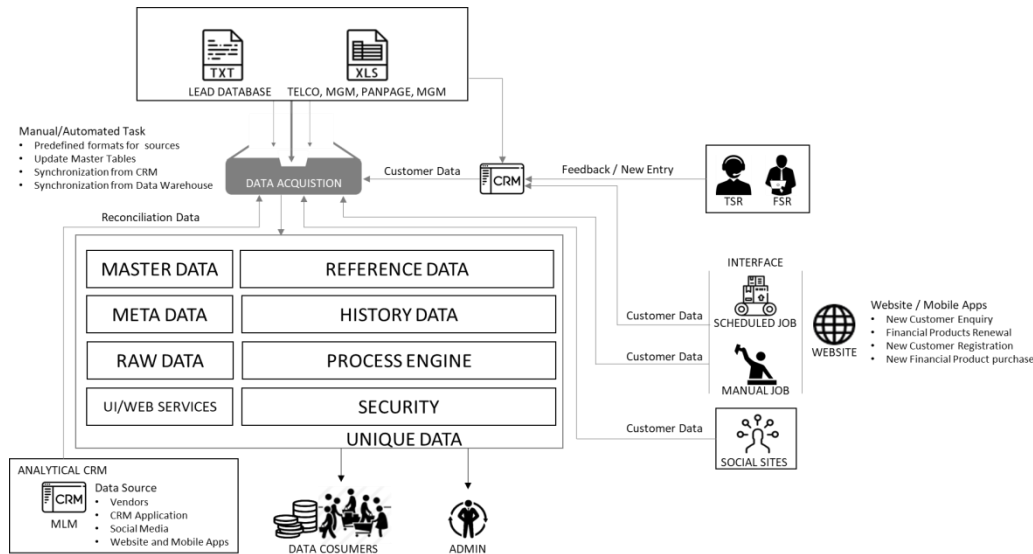 TXT
XLS
LEAD DATABASE
TELCO, MGM, PANPAGE, MGM
Manual/Automated Task
• Predefined formats for sources
• Update Master Tables
• Synchronization from CRM
• Synchronization from Data Warehouse
DATA ACQUISTION
Customer Data
CRM
Feedback / New Entry
TSR
FSR
Reconciliation Data
MASTER DATA
REFERENCE DATA
META DATA
HISTORY DATA
RAW DATA
PROCESS ENGINE
UI/WEB SERVICES
SECURITY
UNIQUE DATA
INTERFACE
SCHEDULED JOB
Customer Data
MANUAL JOB
Customer Data
WEBSITE
Website / Mobile Apps
• New Customer Enquiry
• Financial Products Renewal
• New Customer Registration
• New Financial Product purchase
Customer Data
SOCIAL SITES
ANALYTICAL CRM
CRM
MLM
Data Source
• Vendors
• CRM Application
• Social Media
• Website and Mobile Apps
DATA COSUMERS
ADMIN